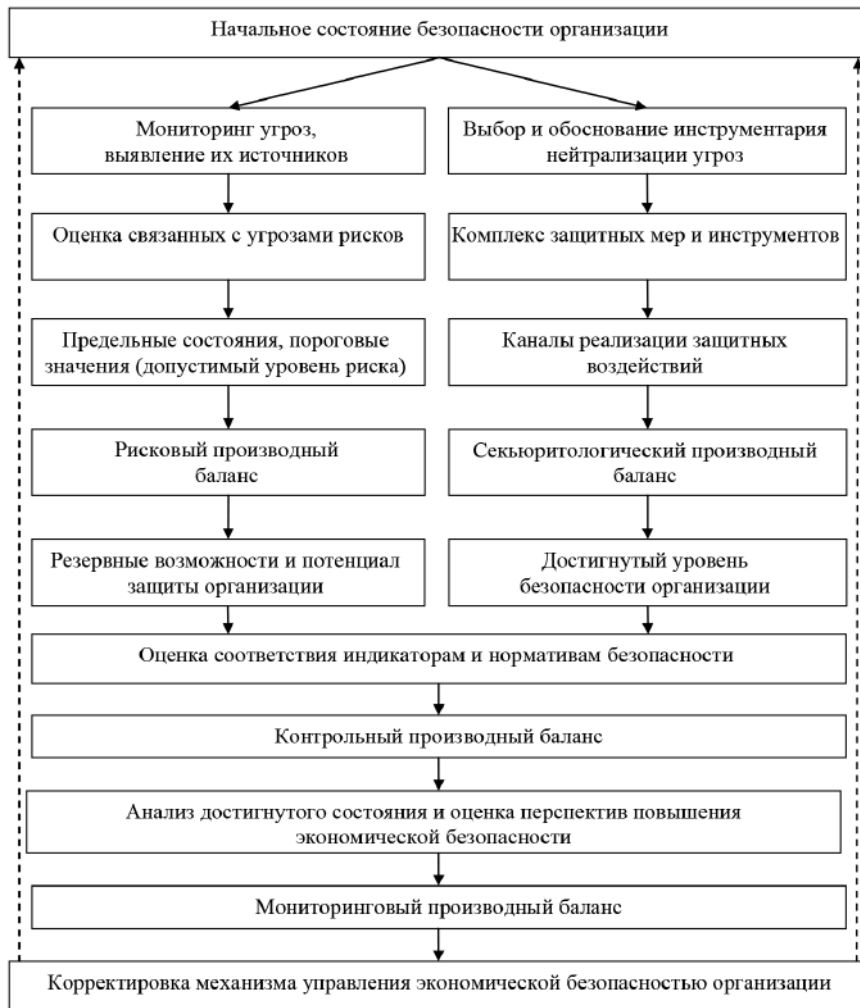 Начальное состояние безопасности организации
Мониторинг угроз,
выявление их источников
Выбор и обоснование инструментария
нейтрализации угроз
Оценка связанных с угрозами рисков
Комплекс защитных мер и инструментов
Предельные состояния, пороговые
значения (допустимый уровень риска)
Каналы реализации защитных
воздействий
Рисковый производный
баланс
Секьюритологический производный
баланс
Резервные возможности и потенциал
защиты организации
Достигнутый уровень
безопасности организации
Оценка соответствия индикаторам и нормативам безопасности
Контрольный производный баланс
Анализ достигнутого состояния и оценка перспектив повышения
экономической безопасности
Мониторинговый производный баланс
Корректировка механизма управления экономической безопасностью организации